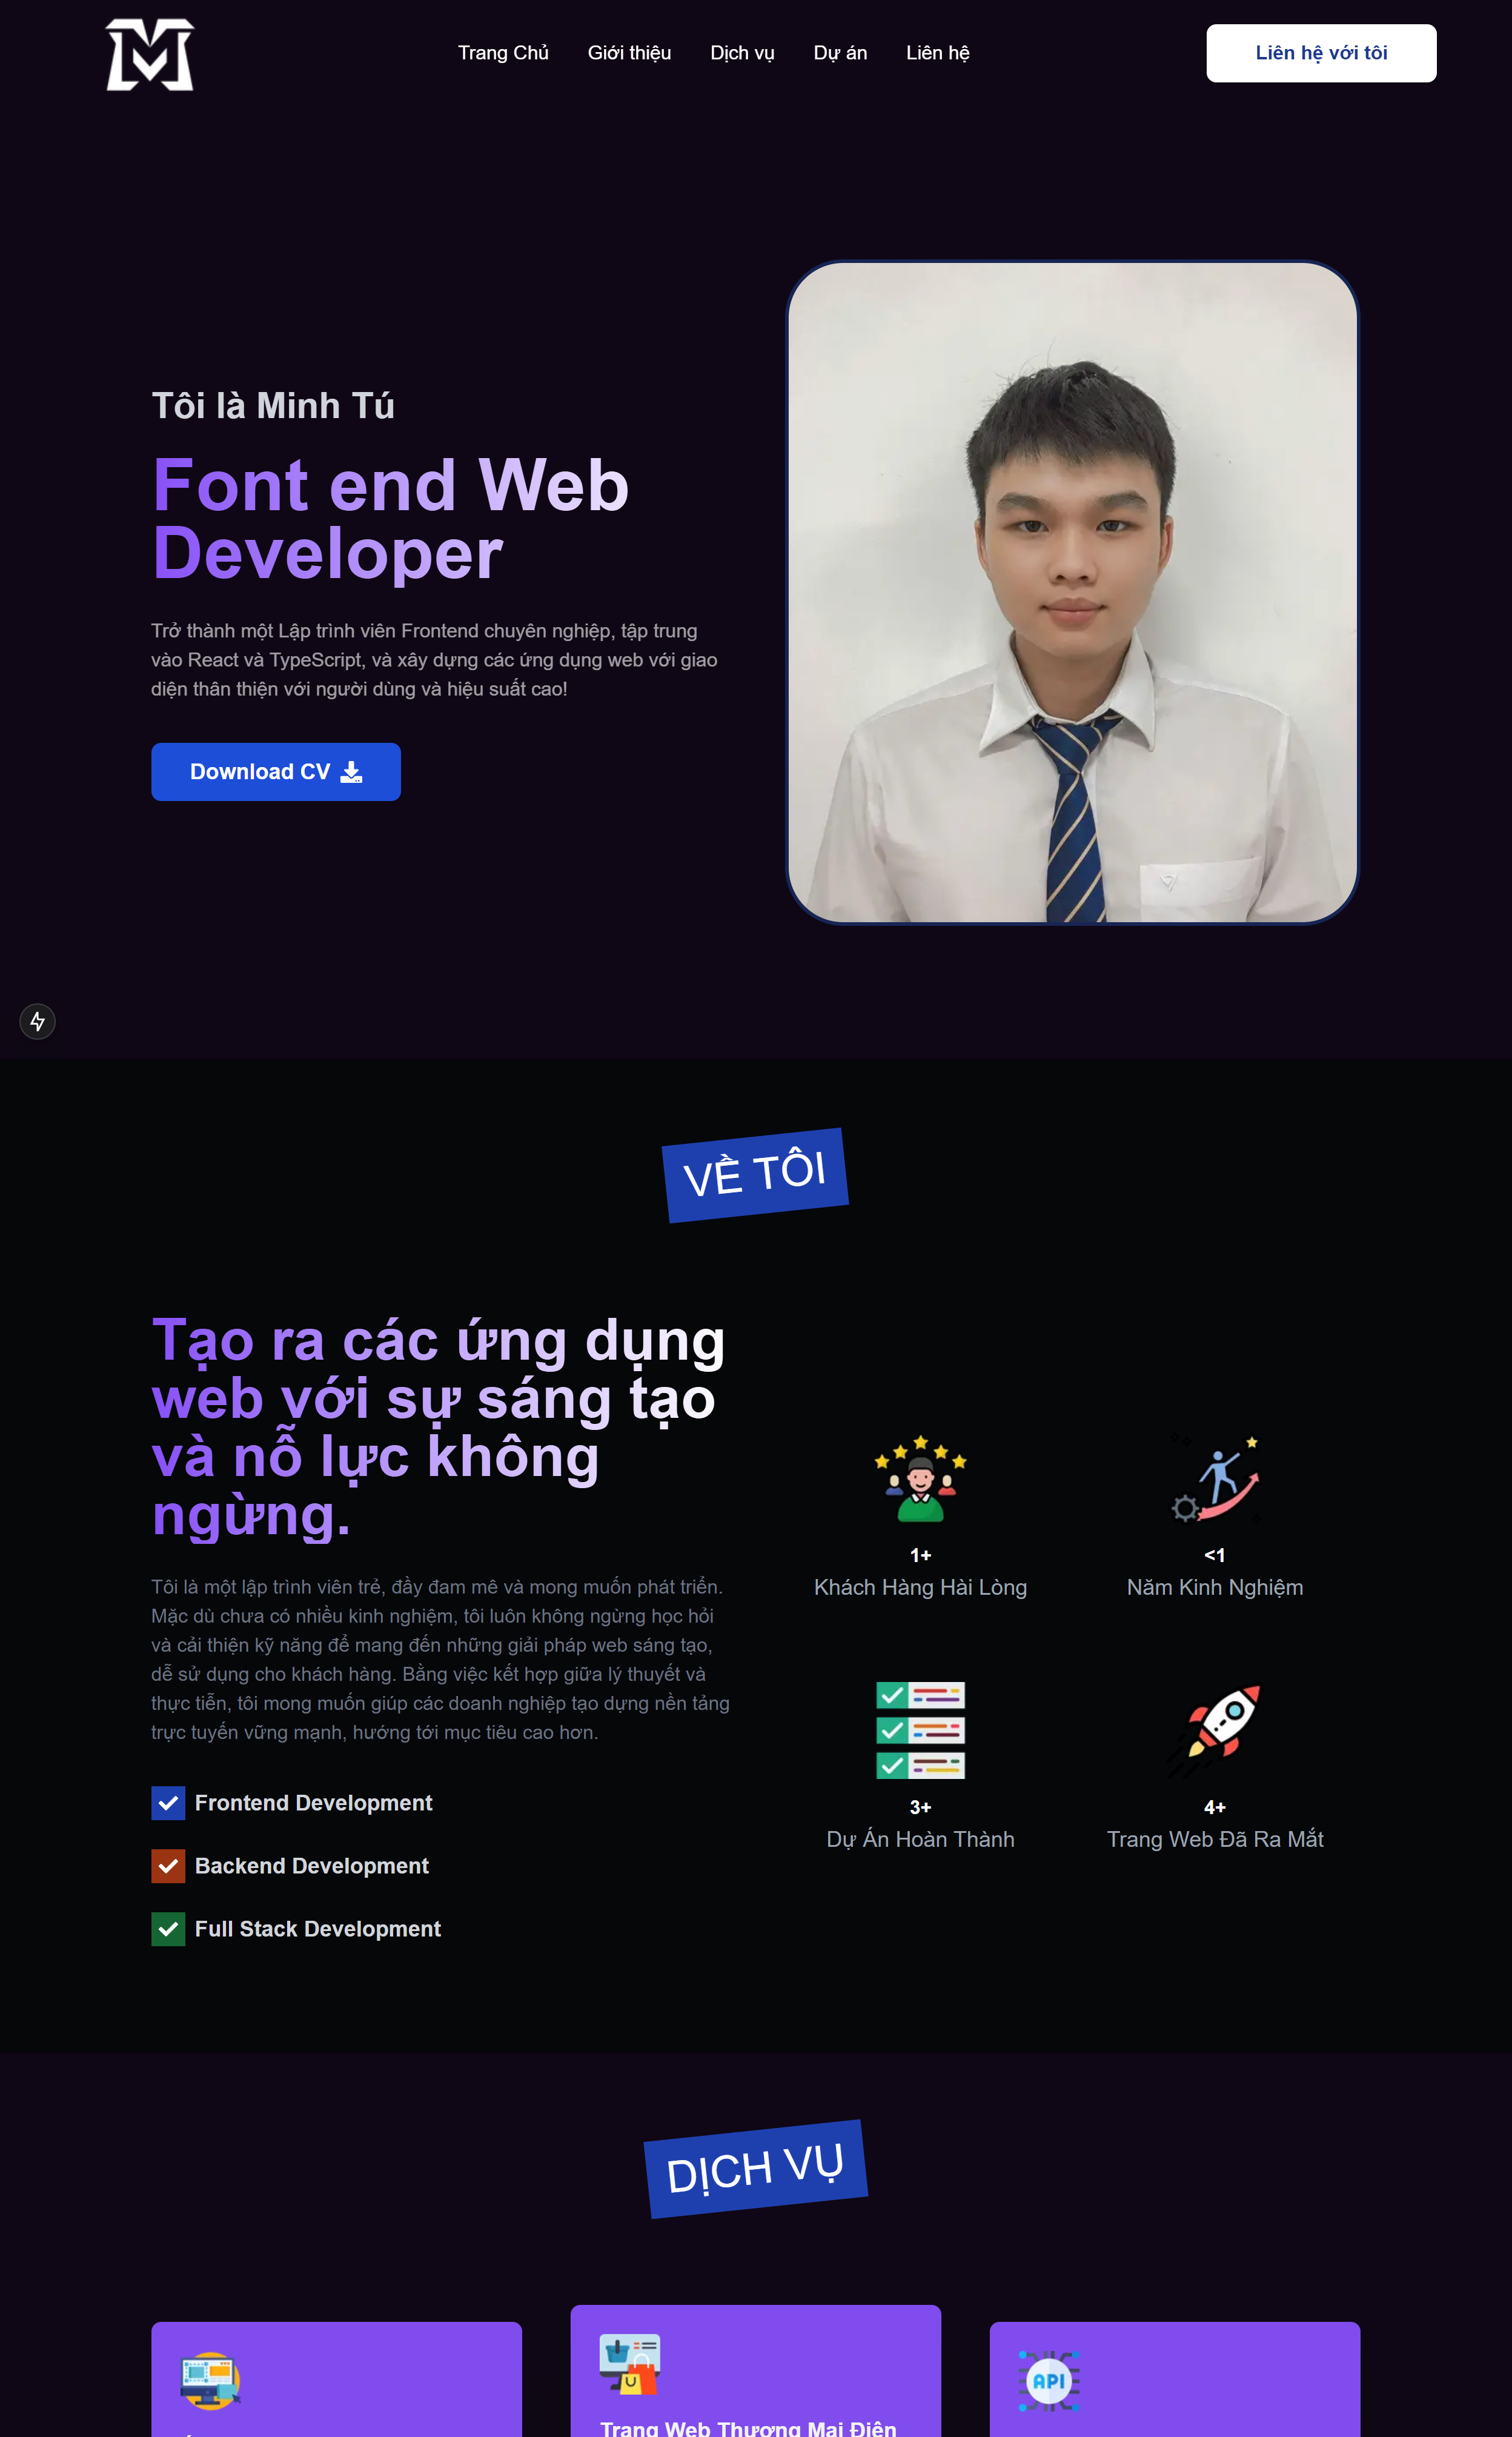 Trang Chủ Giới thiệu Dịch vụ Dự án Liên hệ
Liên hệ với tôi
Tôi là Minh Tú
Font end Web
Developer
Trở thành một Lập trình viên Frontend chuyên nghiệp, tập trung
vào React và TypeScript, và xây dựng các ứng dụng web với giao
diện thân thiện với người dùng và hiệu suất cao!
Download CV
VỀ TÔI
Tạo ra các ứng dụng
web với sự sáng tạo
và nỗ lực không
ngừng.
Tôi là một lập trình viên trẻ, đầy đam mê và mong muốn phát triển.
Mặc dù chưa có nhiều kinh nghiệm, tôi luôn không ngừng học hỏi
và cải thiện kỹ năng để mang đến những giải pháp web sáng tạo,
dễ sử dụng cho khách hàng. Bằng việc kết hợp giữa lý thuyết và
thực tiễn, tôi mong muốn giúp các doanh nghiệp tạo dựng nền tảng
trực tuyến vững mạnh, hướng tới mục tiêu cao hơn.
Frontend Development
Backend Development
Full Stack Development
1+
Khách Hàng Hài Lòng
<1
Năm Kinh Nghiệm
3+
Dự Án Hoàn Thành
4+
Trang Web Đã Ra Mắt
DỊCH VỤ
Trang Web Thương Mại Điện
API